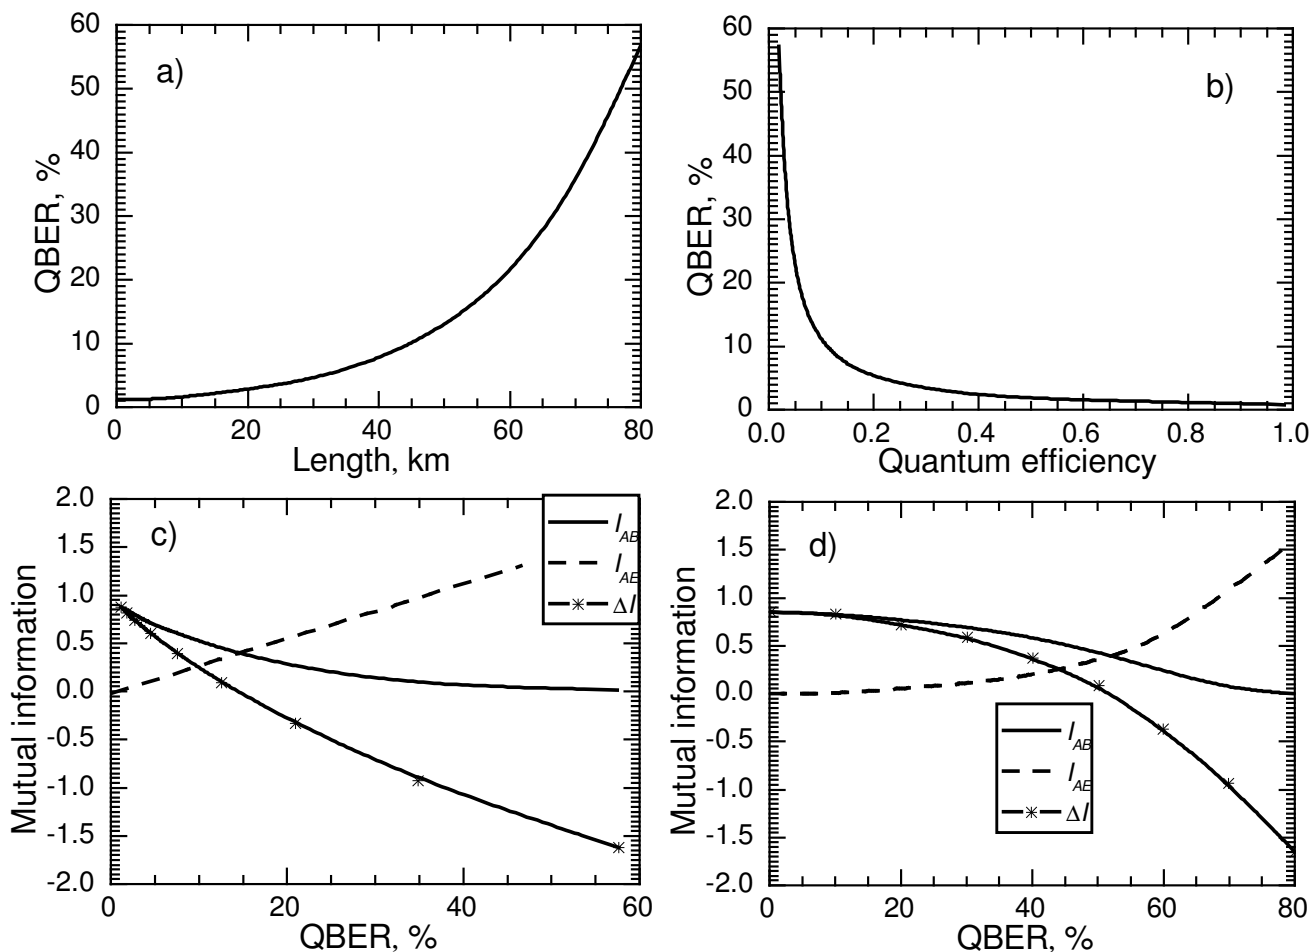 a)
60
50
40
30
20
10
0
QBER, %
0 20 40 60 80
Length, km
b)
60
50
40
30
20
10
0
QBER, %
0.0 0.2 0.4 0.6 0.8 1.0
Quantum efficiency
c)
2.0
1.5
1.0
0.5
0.0
-0.5
-1.0
-1.5
-2.0
Mutual information
I_AB
I_AE
ΔI
0 20 40 60
QBER, %
d)
2.0
1.5
1.0
0.5
0.0
-0.5
-1.0
-1.5
-2.0
Mutual information
I_AB
I_AE
ΔI
0 20 40 60 80
QBER, %